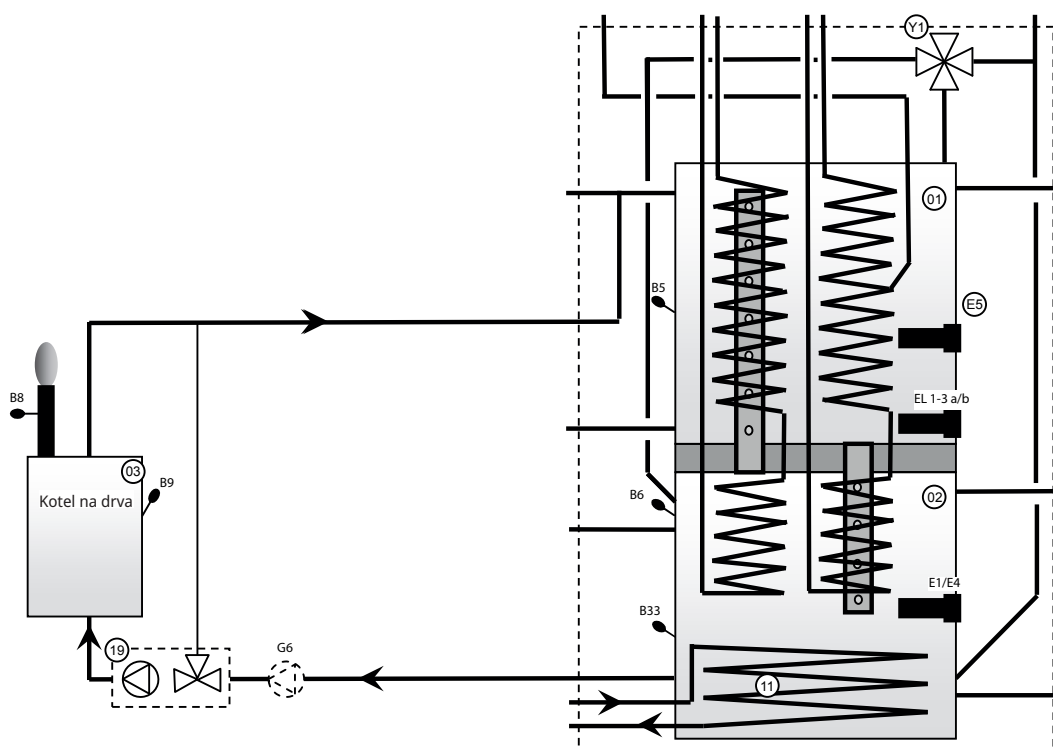 Y1
01
B5
E5
B8
EL 1-3 a/b
03
B9
Kotel na drva
B6
02
E1/E4
B33
19
G6
11